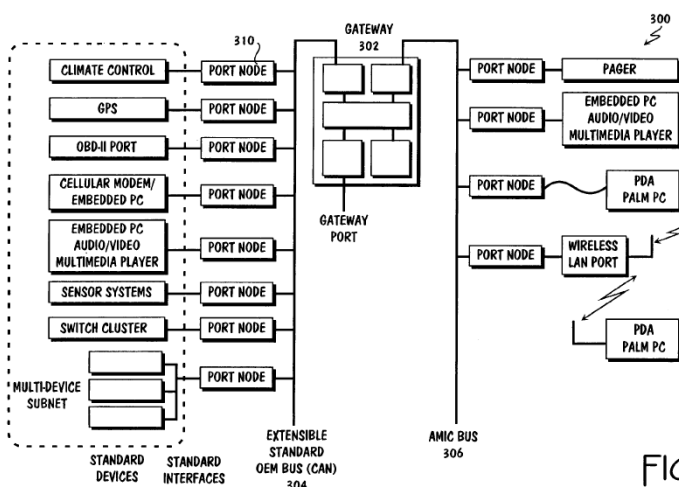 300
GATEWAY
302
310
CLIMATE CONTROL
PORT NODE
GPS
PORT NODE
OBD-II PORT
PORT NODE
CELLULAR MODEM/
EMBEDDED PC
PORT NODE
EMBEDDED PC
AUDIO/VIDEO
MULTIMEDIA PLAYER
PORT NODE
SENSOR SYSTEMS
PORT NODE
SWITCH CLUSTER
PORT NODE
MULTI-DEVICE
SUBNET
PORT NODE
STANDARD
DEVICES
STANDARD
INTERFACES
EXTENSIBLE
STANDARD
OEM BUS (CAN)
304
GATEWAY
PORT
PORT NODE
PAGER
PORT NODE
EMBEDDED PC
AUDIO/VIDEO
MULTIMEDIA PLAYER
PORT NODE
PDA
PALM PC
PORT NODE
WIRELESS
LAN PORT
PDA
PALM PC
AMIC BUS
306